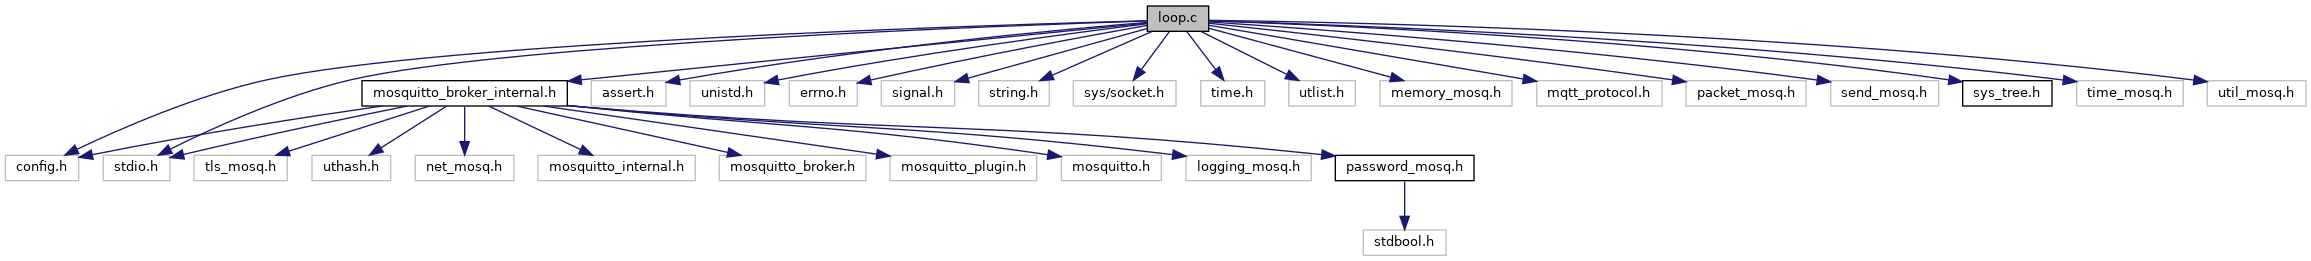 loop.c
mosquitto_broker_internal.h
assert.h
unistd.h
errno.h
signal.h
string.h
sys/socket.h
time.h
utlist.h
memory_mosq.h
mqtt_protocol.h
packet_mosq.h
send_mosq.h
sys_tree.h
time_mosq.h
util_mosq.h
config.h
stdio.h
tls_mosq.h
uthash.h
net_mosq.h
mosquitto_internal.h
mosquitto_broker.h
mosquitto_plugin.h
mosquitto.h
logging_mosq.h
password_mosq.h
stdbool.h